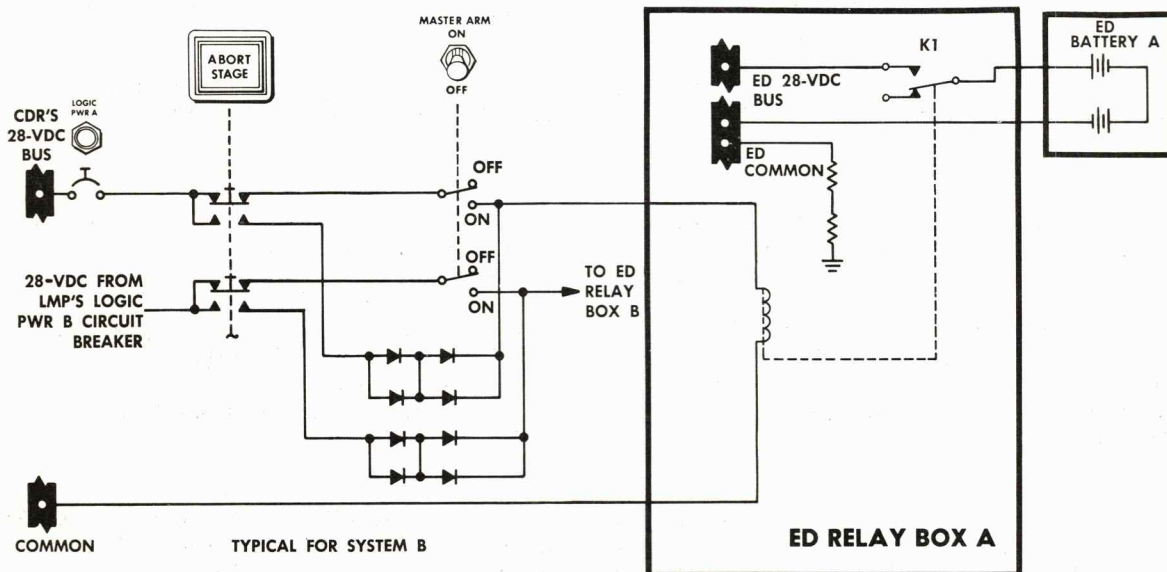 ABORT
STAGE
MASTER ARM
ON
OFF
LOGIC
PWR A
CDR'S
28-VDC
BUS
OFF
ON
OFF
ON
28-VDC FROM
LMP'S LOGIC
PWR B CIRCUIT
BREAKER
TO ED
RELAY
BOX B
COMMON
TYPICAL FOR SYSTEM B
K1
ED 28-VDC
BUS
ED
COMMON
ED RELAY BOX A
ED
BATTERY A